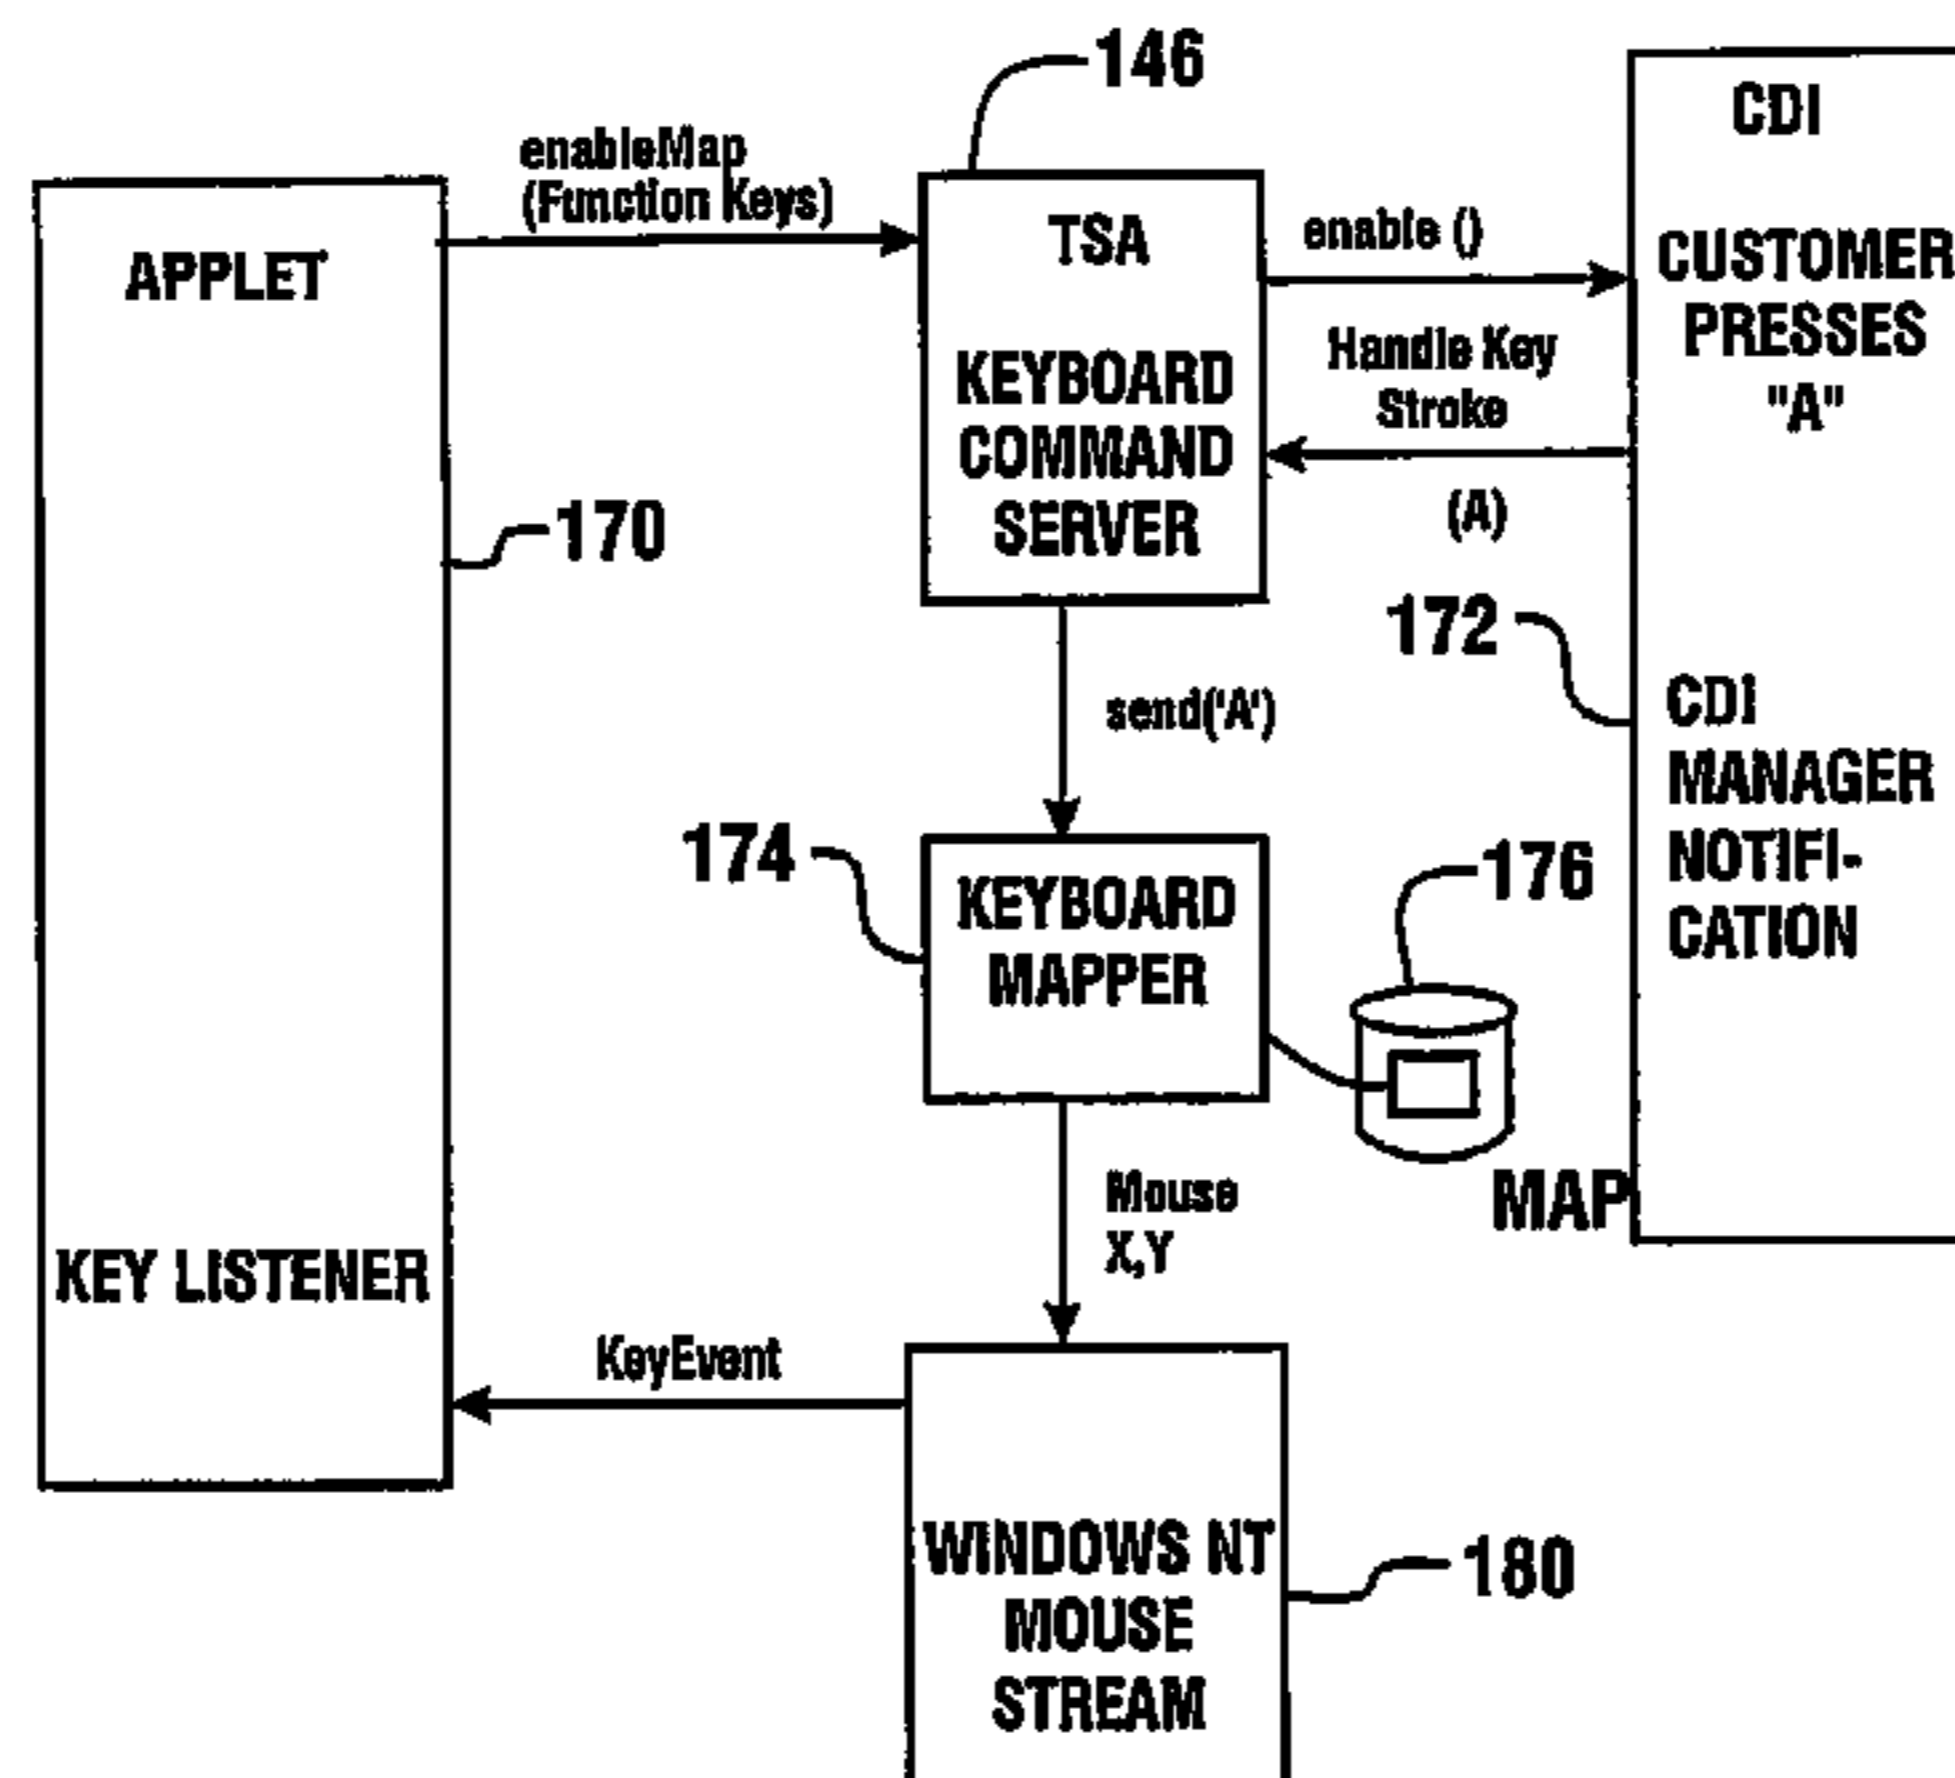 146
CDI
enableMap
(Function Keys)
APPLET
TSA
enable ()
CUSTOMER
PRESSES
"A"
KEYBOARD
COMMAND
SERVER
Handle Key
Stroke
(A)
170
172
send('A')
CDI
MANAGER
NOTIFI-
CATION
174
KEYBOARD
MAPPER
176
MAP
Mouse
X,Y
KEY LISTENER
KeyEvent
WINDOWS NT
MOUSE
STREAM
180